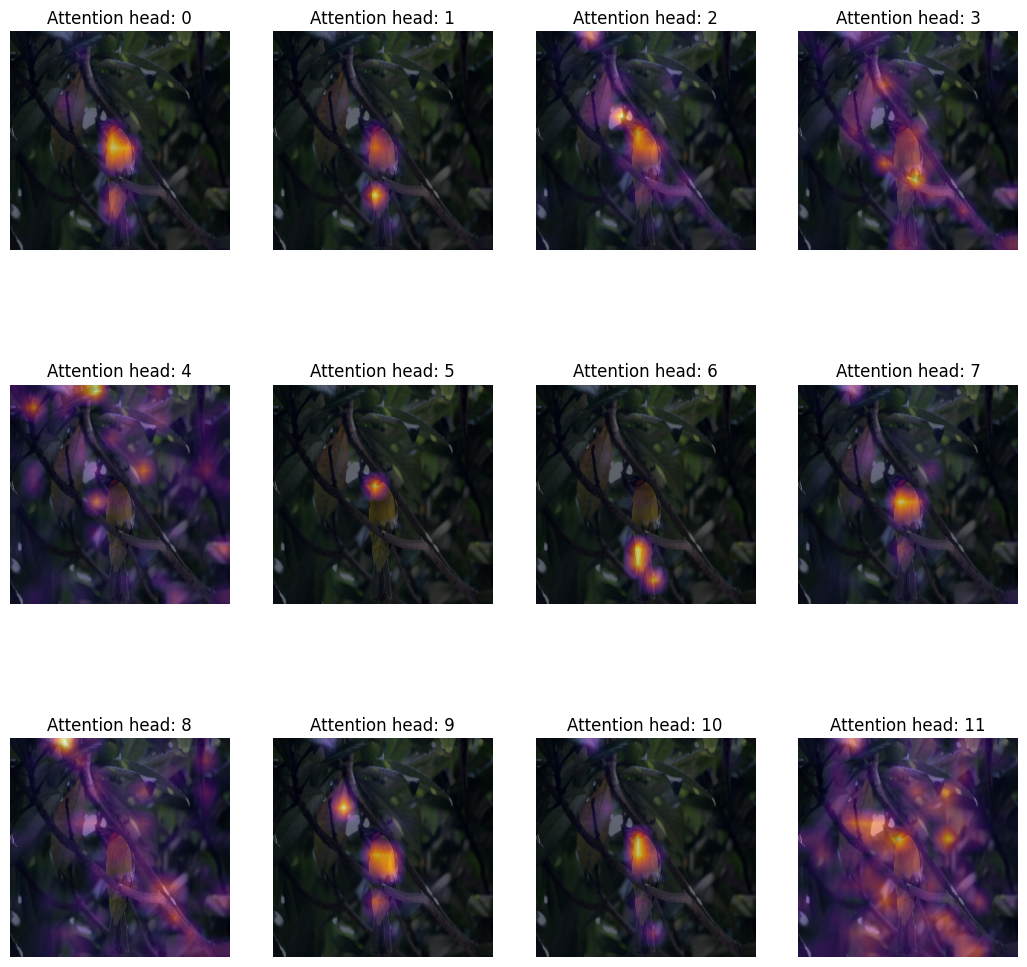 Attention head: 0
Attention head: 1
Attention head: 2
Attention head: 3
Attention head: 4
Attention head: 5
Attention head: 6
Attention head: 7
Attention head: 8
Attention head: 9
Attention head: 10
Attention head: 11